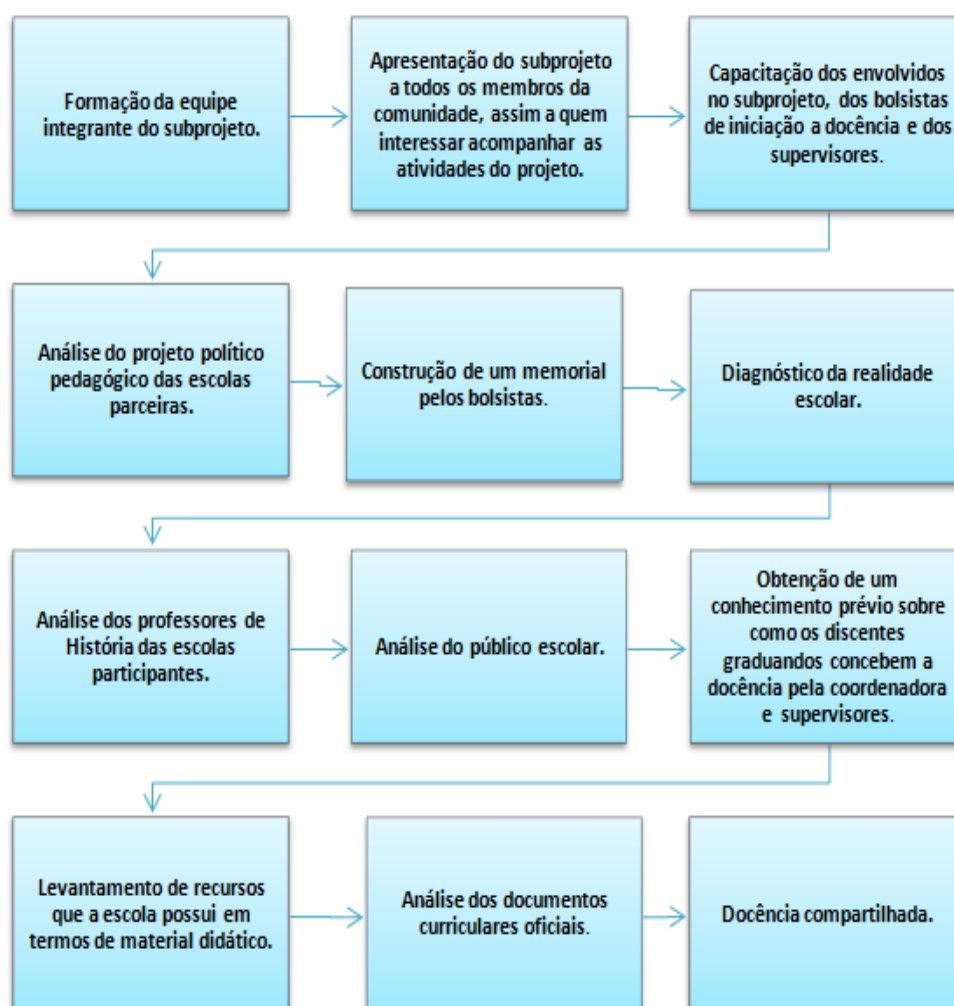 Formação da equipe
integrante do subprojeto.
Apresentação do subprojeto
a todos os membros da
comunidade, assim a quem
interessar acompanhar as
atividades do projeto.
Capacitação dos envolvidos
no subprojeto, dos bolsistas
de iniciação a docência e dos
supervisores.
Análise do projeto político
pedagógico das escolas
parceiras.
Construção de um memorial
pelos bolsistas.
Diagnóstico da realidade
escolar.
Análise dos professores de
História das escolas
participantes.
Análise do público escolar.
Obtenção de um
conhecimento prévio sobre
como os discentes
graduandos concebem a
docência pela coordenadora
e supervisores.
Levantamento de recursos
que a escola possui em
termos de material didático.
Análise dos documentos
curriculares oficiais.
Docência compartilhada.